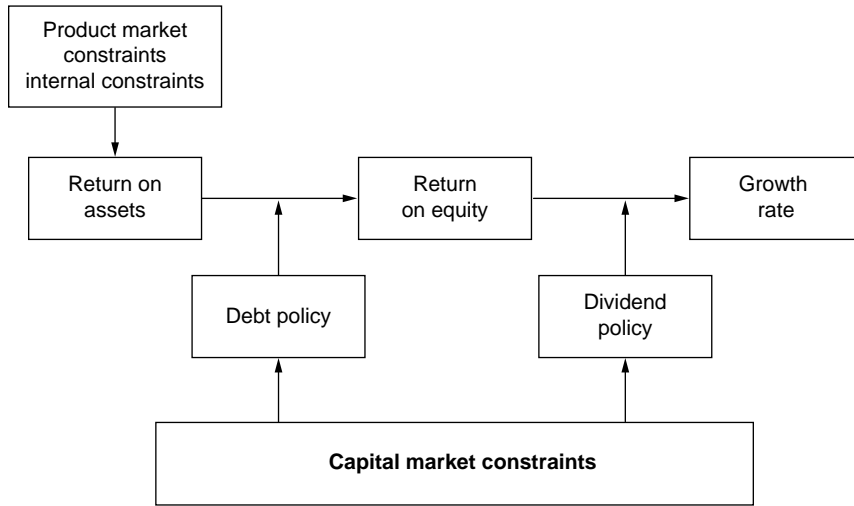 Product market
constraints
internal constraints
Return on
assets
Return
on equity
Growth
rate
Debt policy
Dividend
policy
Capital market constraints